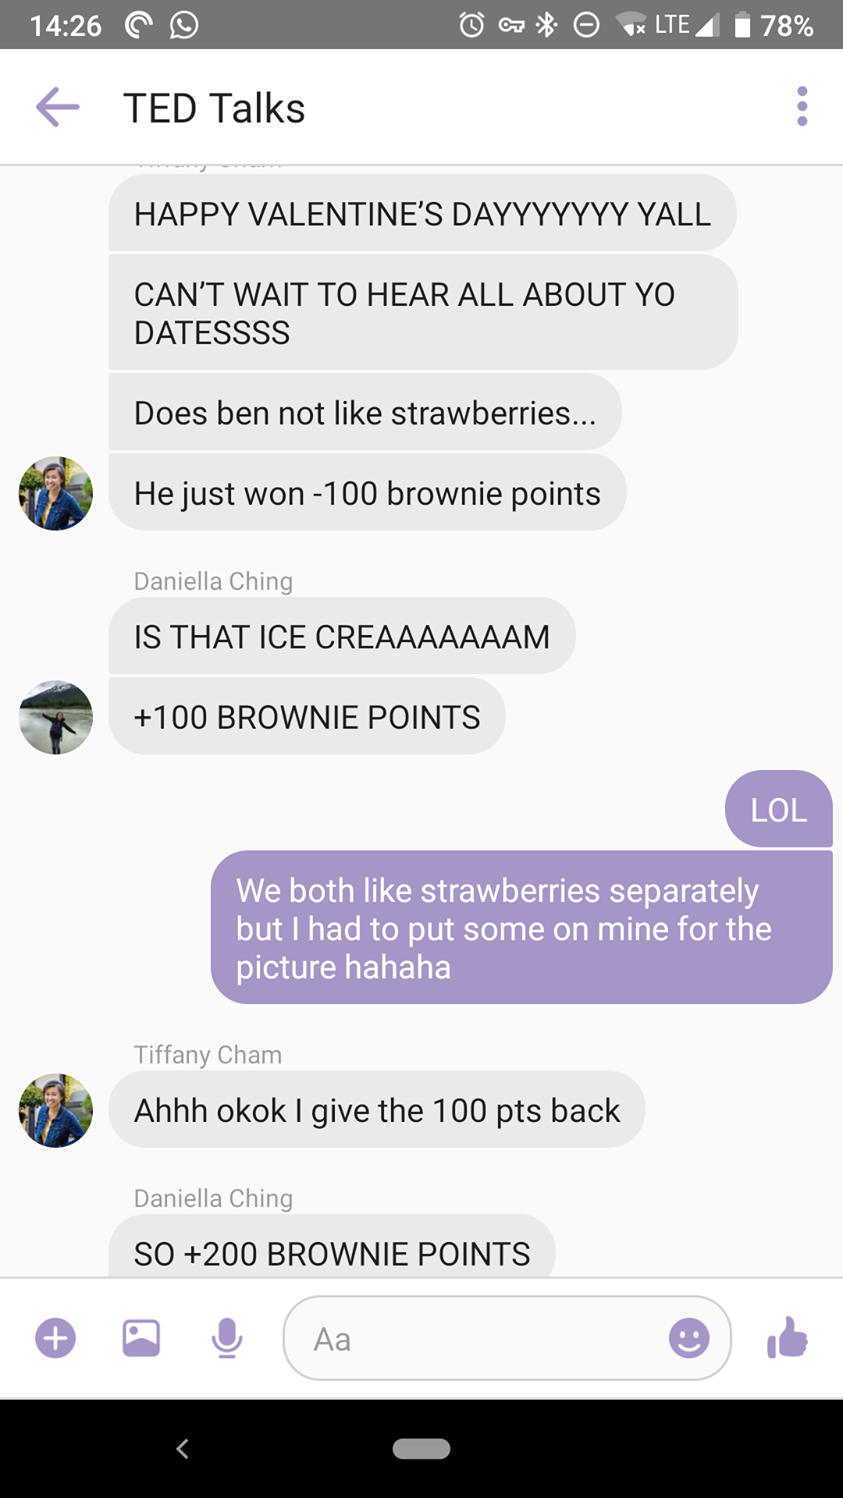 14:26
LTE
78%
TED Talks
HAPPY VALENTINE’S DAYYYYYYY YALL
CAN’T WAIT TO HEAR ALL ABOUT YO
DATESSSS
Does ben not like strawberries...
He just won -100 brownie points
Daniella Ching
IS THAT ICE CREAAAAAAAM
+100 BROWNIE POINTS
LOL
We both like strawberries separately
but I had to put some on mine for the
picture hahaha
Tiffany Cham
Ahhh okok I give the 100 pts back
Daniella Ching
SO +200 BROWNIE POINTS
Aa